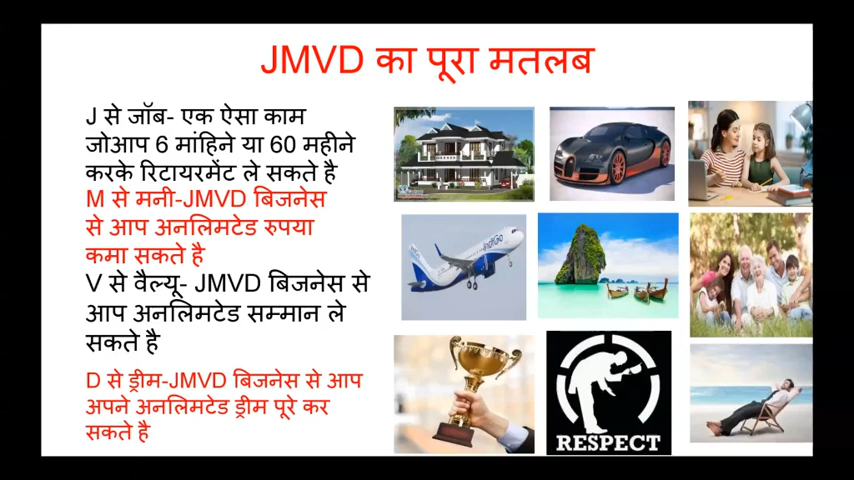 JMVD का पूरा मतलब
J से जॉब- एक ऐसा काम
जोआप 6 मांहिने या 60 महीने
करके रिटायरमेंट ले सकते है
M से मनी-JMVD बिजनेस
से आप अनलिमटेड रुपया
कमा सकते है
V से वैल्यू- JMVD बिजनेस से
आप अनलिमटेड सम्मान ले
सकते है
D से ड्रीम-JMVD बिजनेस से आप
अपने अनलिमटेड ड्रीम पूरे कर
सकते है
IndiGo
RESPECT